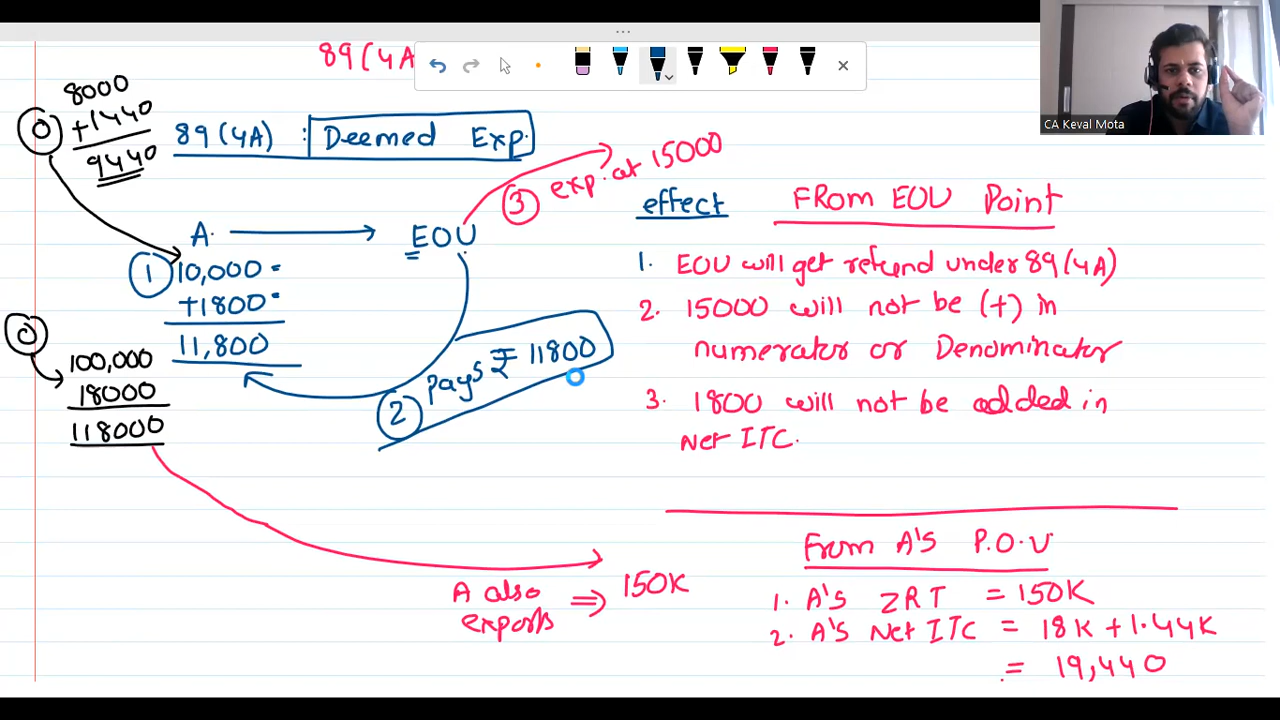 89(4A
CA Keval Mota
0
8000
+1440
9440
89(4A) : Deemed Exp.
A. → EOU
3 exp. at 15000
1 10,000 =
+1800 =
11,800
2 Pays ₹ 11800
0
100,000
18000
118000
A also exports ⇒ 150K
effect FRom EOU Point
1. EOU will get refund under 89(4A)
2. 15000 will not be (+) in
numerator or Denominator
3. 1800 will not be added in
Net ITC.
From A's P.O.V
1. A's ZRT = 150K
2. A's Net ITC = 18K + 1.44K
= 19,440